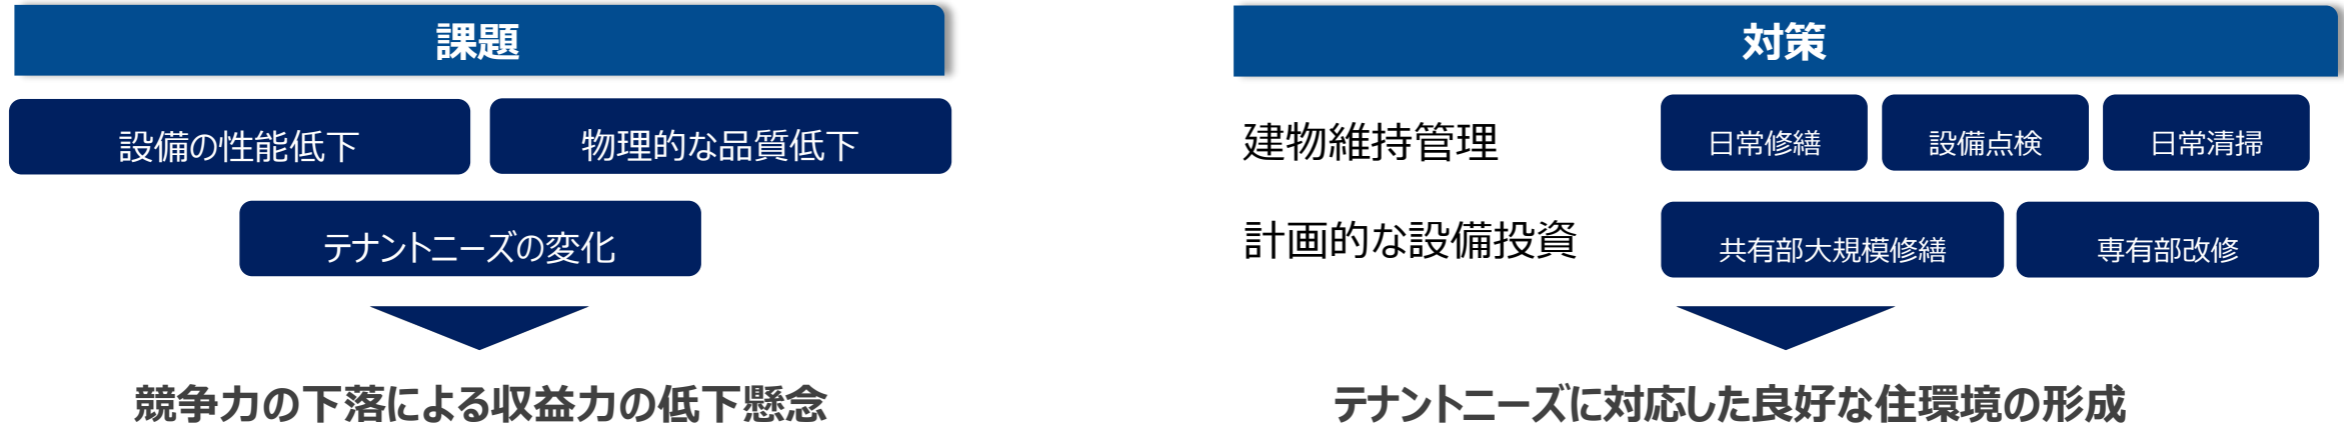 課題
設備の性能低下
物理的な品質低下
テナントニーズの変化
競争力の下落による収益力の低下懸念
対策
建物維持管理
日常修繕
設備点検
日常清掃
計画的な設備投資
共有部大規模修繕
専有部改修
テナントニーズに対応した良好な住環境の形成